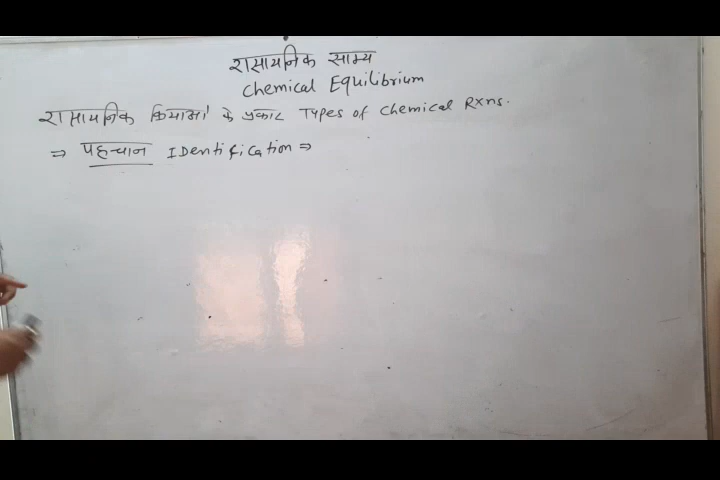 रासायनिक साम्य
Chemical Equilibrium
रासायनिक क्रियाओं के प्रकार Types of Chemical Rxns.
⇒ पहचान IDentification ⇒